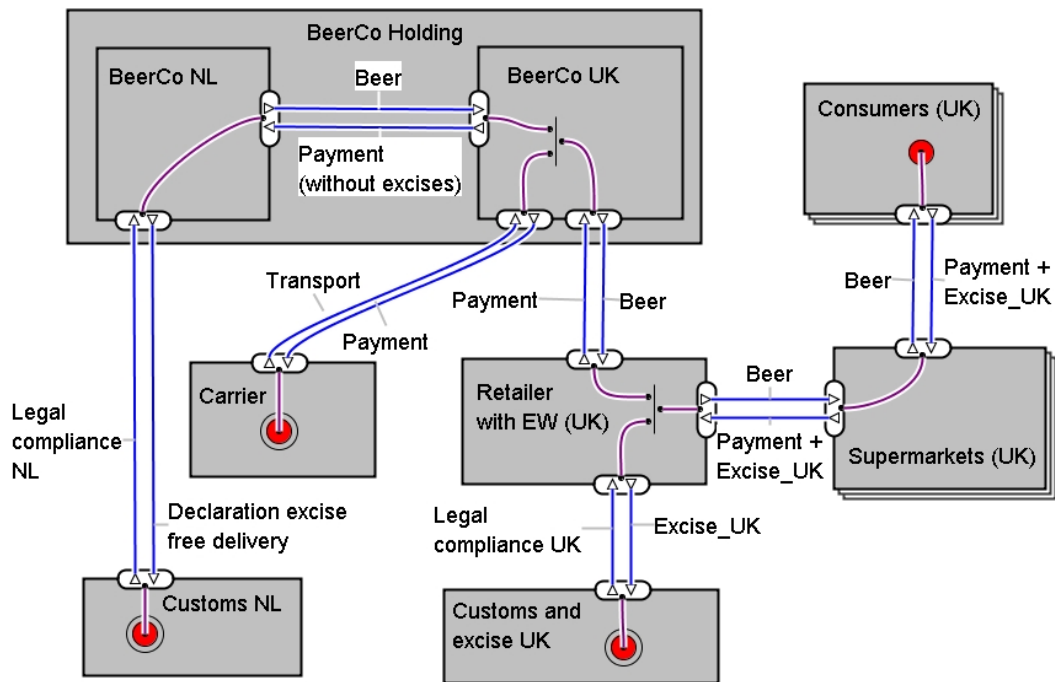 BeerCo Holding
BeerCo NL
Beer
BeerCo UK
Payment
(without excises)
Consumers (UK)
Transport
Payment
Payment
Beer
Beer
Payment +
Excise_UK
Carrier
Retailer
with EW (UK)
Beer
Payment +
Excise_UK
Supermarkets (UK)
Legal
compliance
NL
Declaration excise
free delivery
Legal
compliance UK
Excise_UK
Customs NL
Customs and
excise UK